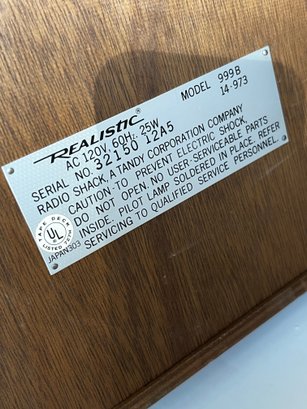 REALISTIC®
MODEL 999B
AC 120V, 60Hz, 25W 14-973
SERIAL NO. 32150 12A5
RADIO SHACK, A TANDY CORPORATION COMPANY
CAUTION. TO PREVENT ELECTRIC SHOCK,
DO NOT OPEN. NO USER-SERVICEABLE PARTS
INSIDE. PILOT LAMP SOLDERED IN PLACE. REFER
SERVICING TO QUALIFIED SERVICE PERSONNEL.
TAPE DECK
UL
LISTED
JAPAN303